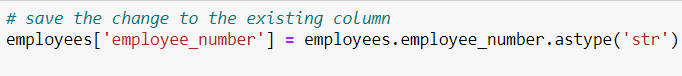 # save the change to the existing column
employees['employee_number'] = employees.employee_number.astype('str')